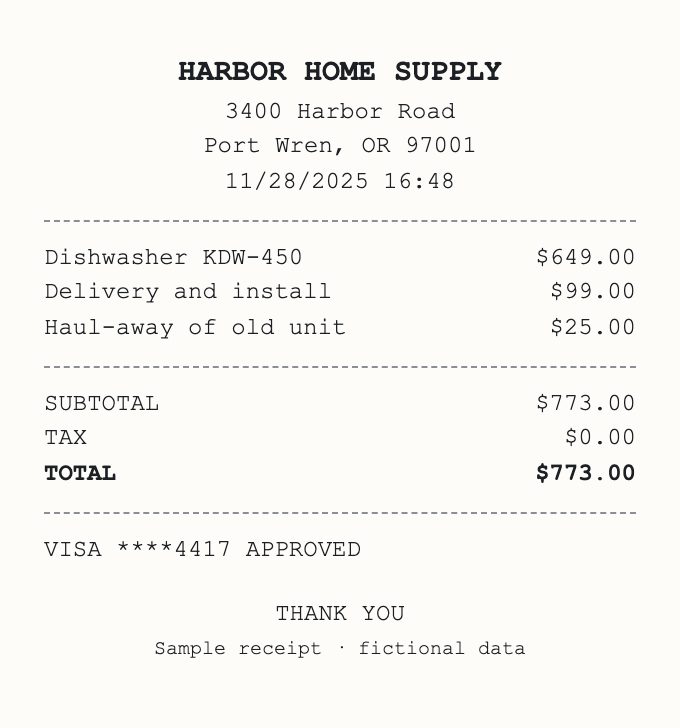 HARBOR HOME SUPPLY
3400 Harbor Road
Port Wren, OR 97001
11/28/2025 16:48
Dishwasher KDW-450 $649.00
Delivery and install $99.00
Haul-away of old unit $25.00
SUBTOTAL $773.00
TAX $0.00
TOTAL $773.00
VISA ****4417 APPROVED
THANK YOU
Sample receipt · fictional data